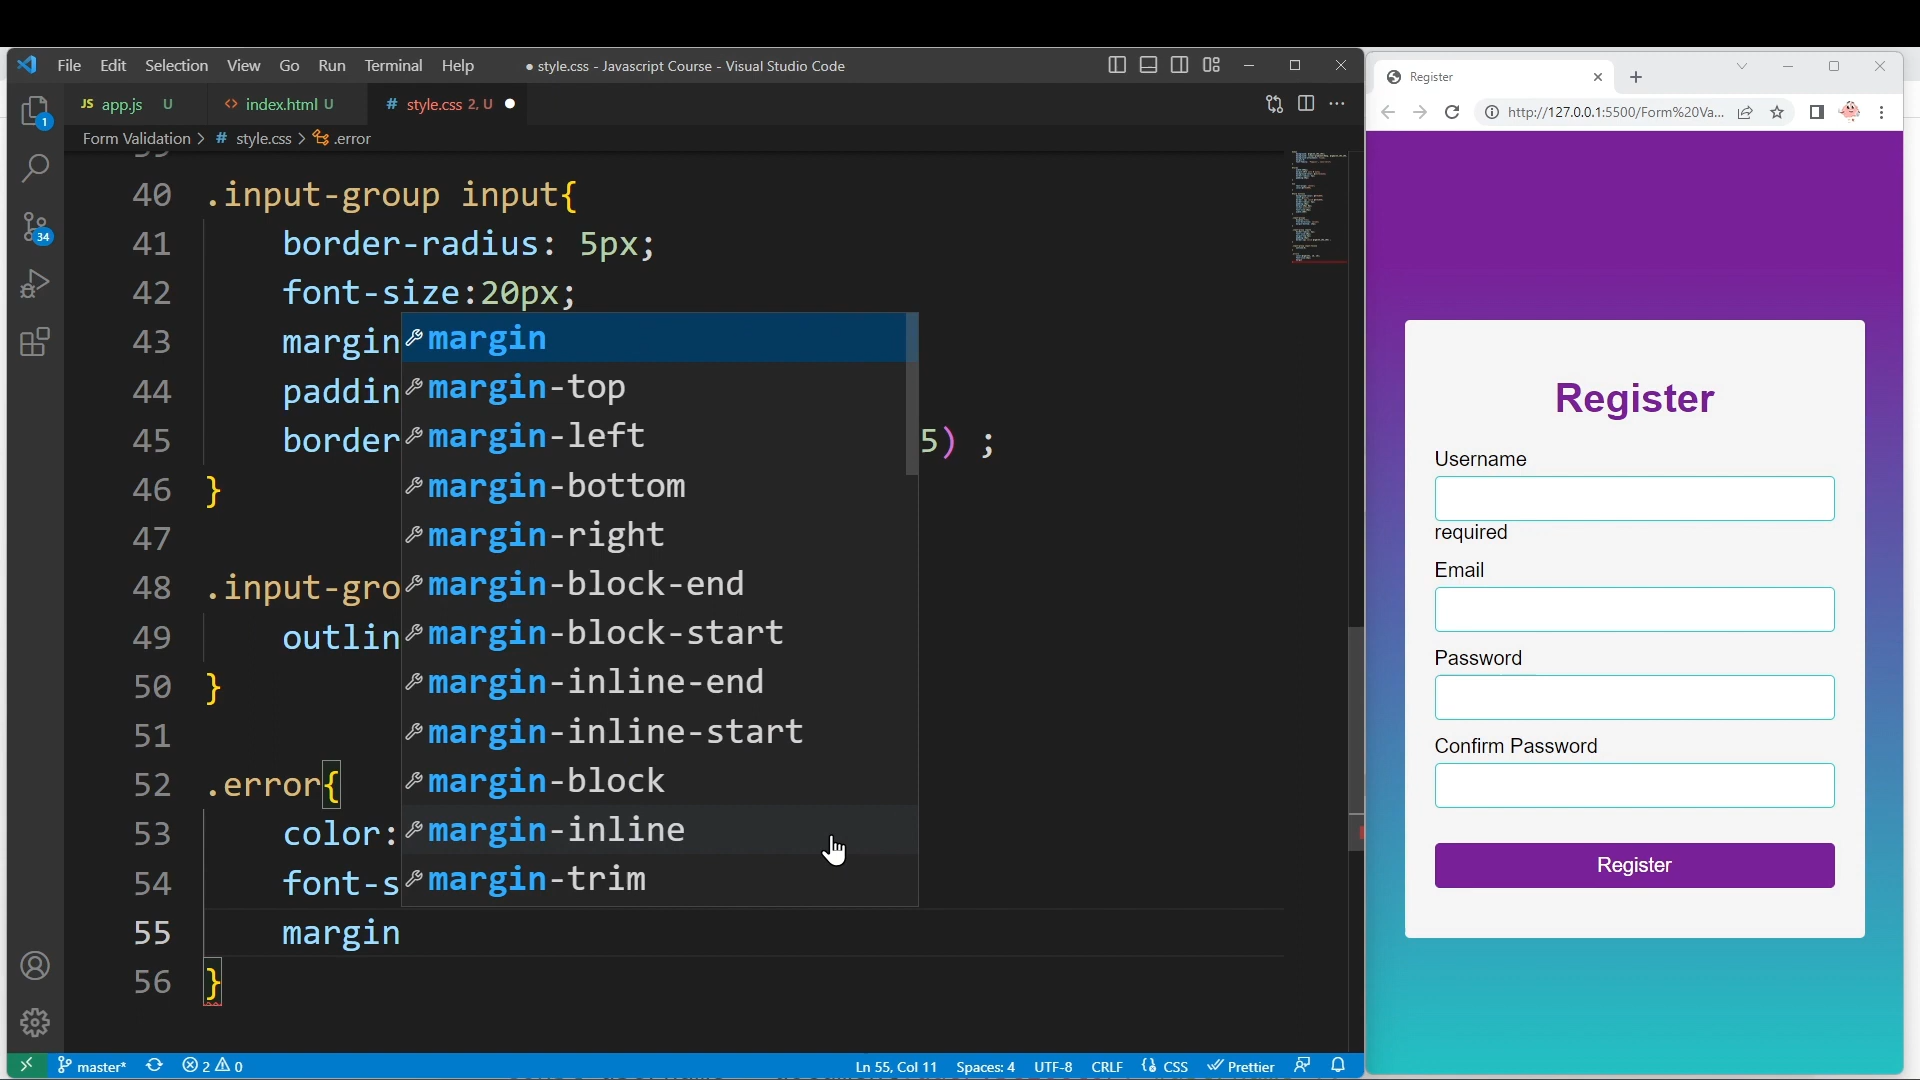 File Edit Selection View Go Run Terminal Help
● style.css - Javascript Course - Visual Studio Code
JS app.js U
<> index.html U
# style.css 2, U ●
Form Validation > # style.css > .error
40 .input-group input{
41 border-radius: 5px;
42 font-size:20px;
43 margin
44 paddin
45 border 5) ;
46 }
47
48 .input-gro
49 outlin
50 }
51
52 .error{
53 color:
54 font-s
55 margin
56 }
margin
margin-top
margin-left
margin-bottom
margin-right
margin-block-end
margin-block-start
margin-inline-end
margin-inline-start
margin-block
margin-inline
margin-trim
1
34
master* 2 0
Ln 55, Col 11 Spaces: 4 UTF-8 CRLF CSS Prettier
Register
http://127.0.0.1:5500/Form%20Va...
Register
Username
required
Email
Password
Confirm Password
Register